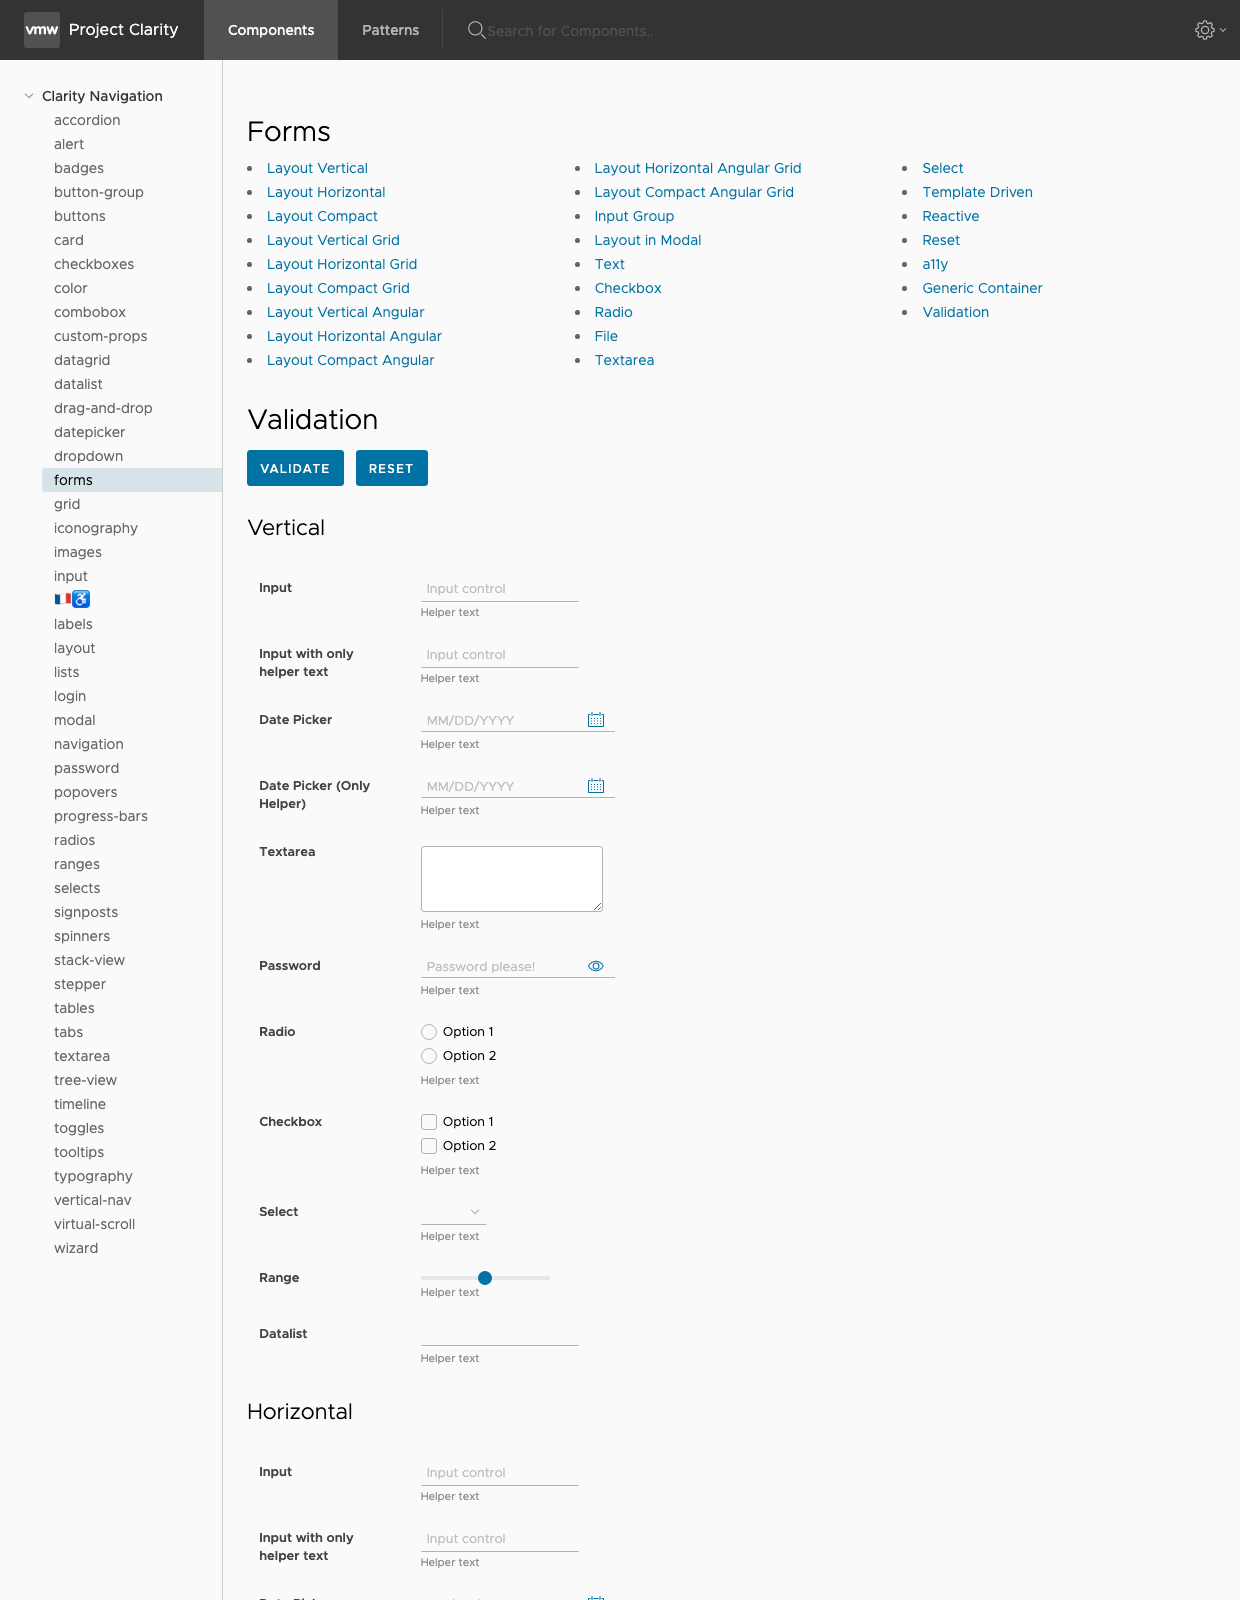 vmw Project Clarity Components Patterns Search for Components..
Clarity Navigation
accordion
alert
badges
button-group
buttons
card
checkboxes
color
combobox
custom-props
datagrid
datalist
drag-and-drop
datepicker
dropdown
forms
grid
iconography
images
input
🇫🇷♿
labels
layout
lists
login
modal
navigation
password
popovers
progress-bars
radios
ranges
selects
signposts
spinners
stack-view
stepper
tables
tabs
textarea
tree-view
timeline
toggles
tooltips
typography
vertical-nav
virtual-scroll
wizard
Forms
Layout Vertical
Layout Horizontal
Layout Compact
Layout Vertical Grid
Layout Horizontal Grid
Layout Compact Grid
Layout Vertical Angular
Layout Horizontal Angular
Layout Compact Angular
Layout Horizontal Angular Grid
Layout Compact Angular Grid
Input Group
Layout in Modal
Text
Checkbox
Radio
File
Textarea
Select
Template Driven
Reactive
Reset
a11y
Generic Container
Validation
Validation
VALIDATE RESET
Vertical
Input
Input control
Helper text
Input with only
helper text
Input control
Helper text
Date Picker
MM/DD/YYYY
Helper text
Date Picker (Only
Helper)
MM/DD/YYYY
Helper text
Textarea
Helper text
Password
Password please!
Helper text
Radio
Option 1
Option 2
Helper text
Checkbox
Option 1
Option 2
Helper text
Select
Helper text
Range
Helper text
Datalist
Helper text
Horizontal
Input
Input control
Helper text
Input with only
helper text
Input control
Helper text